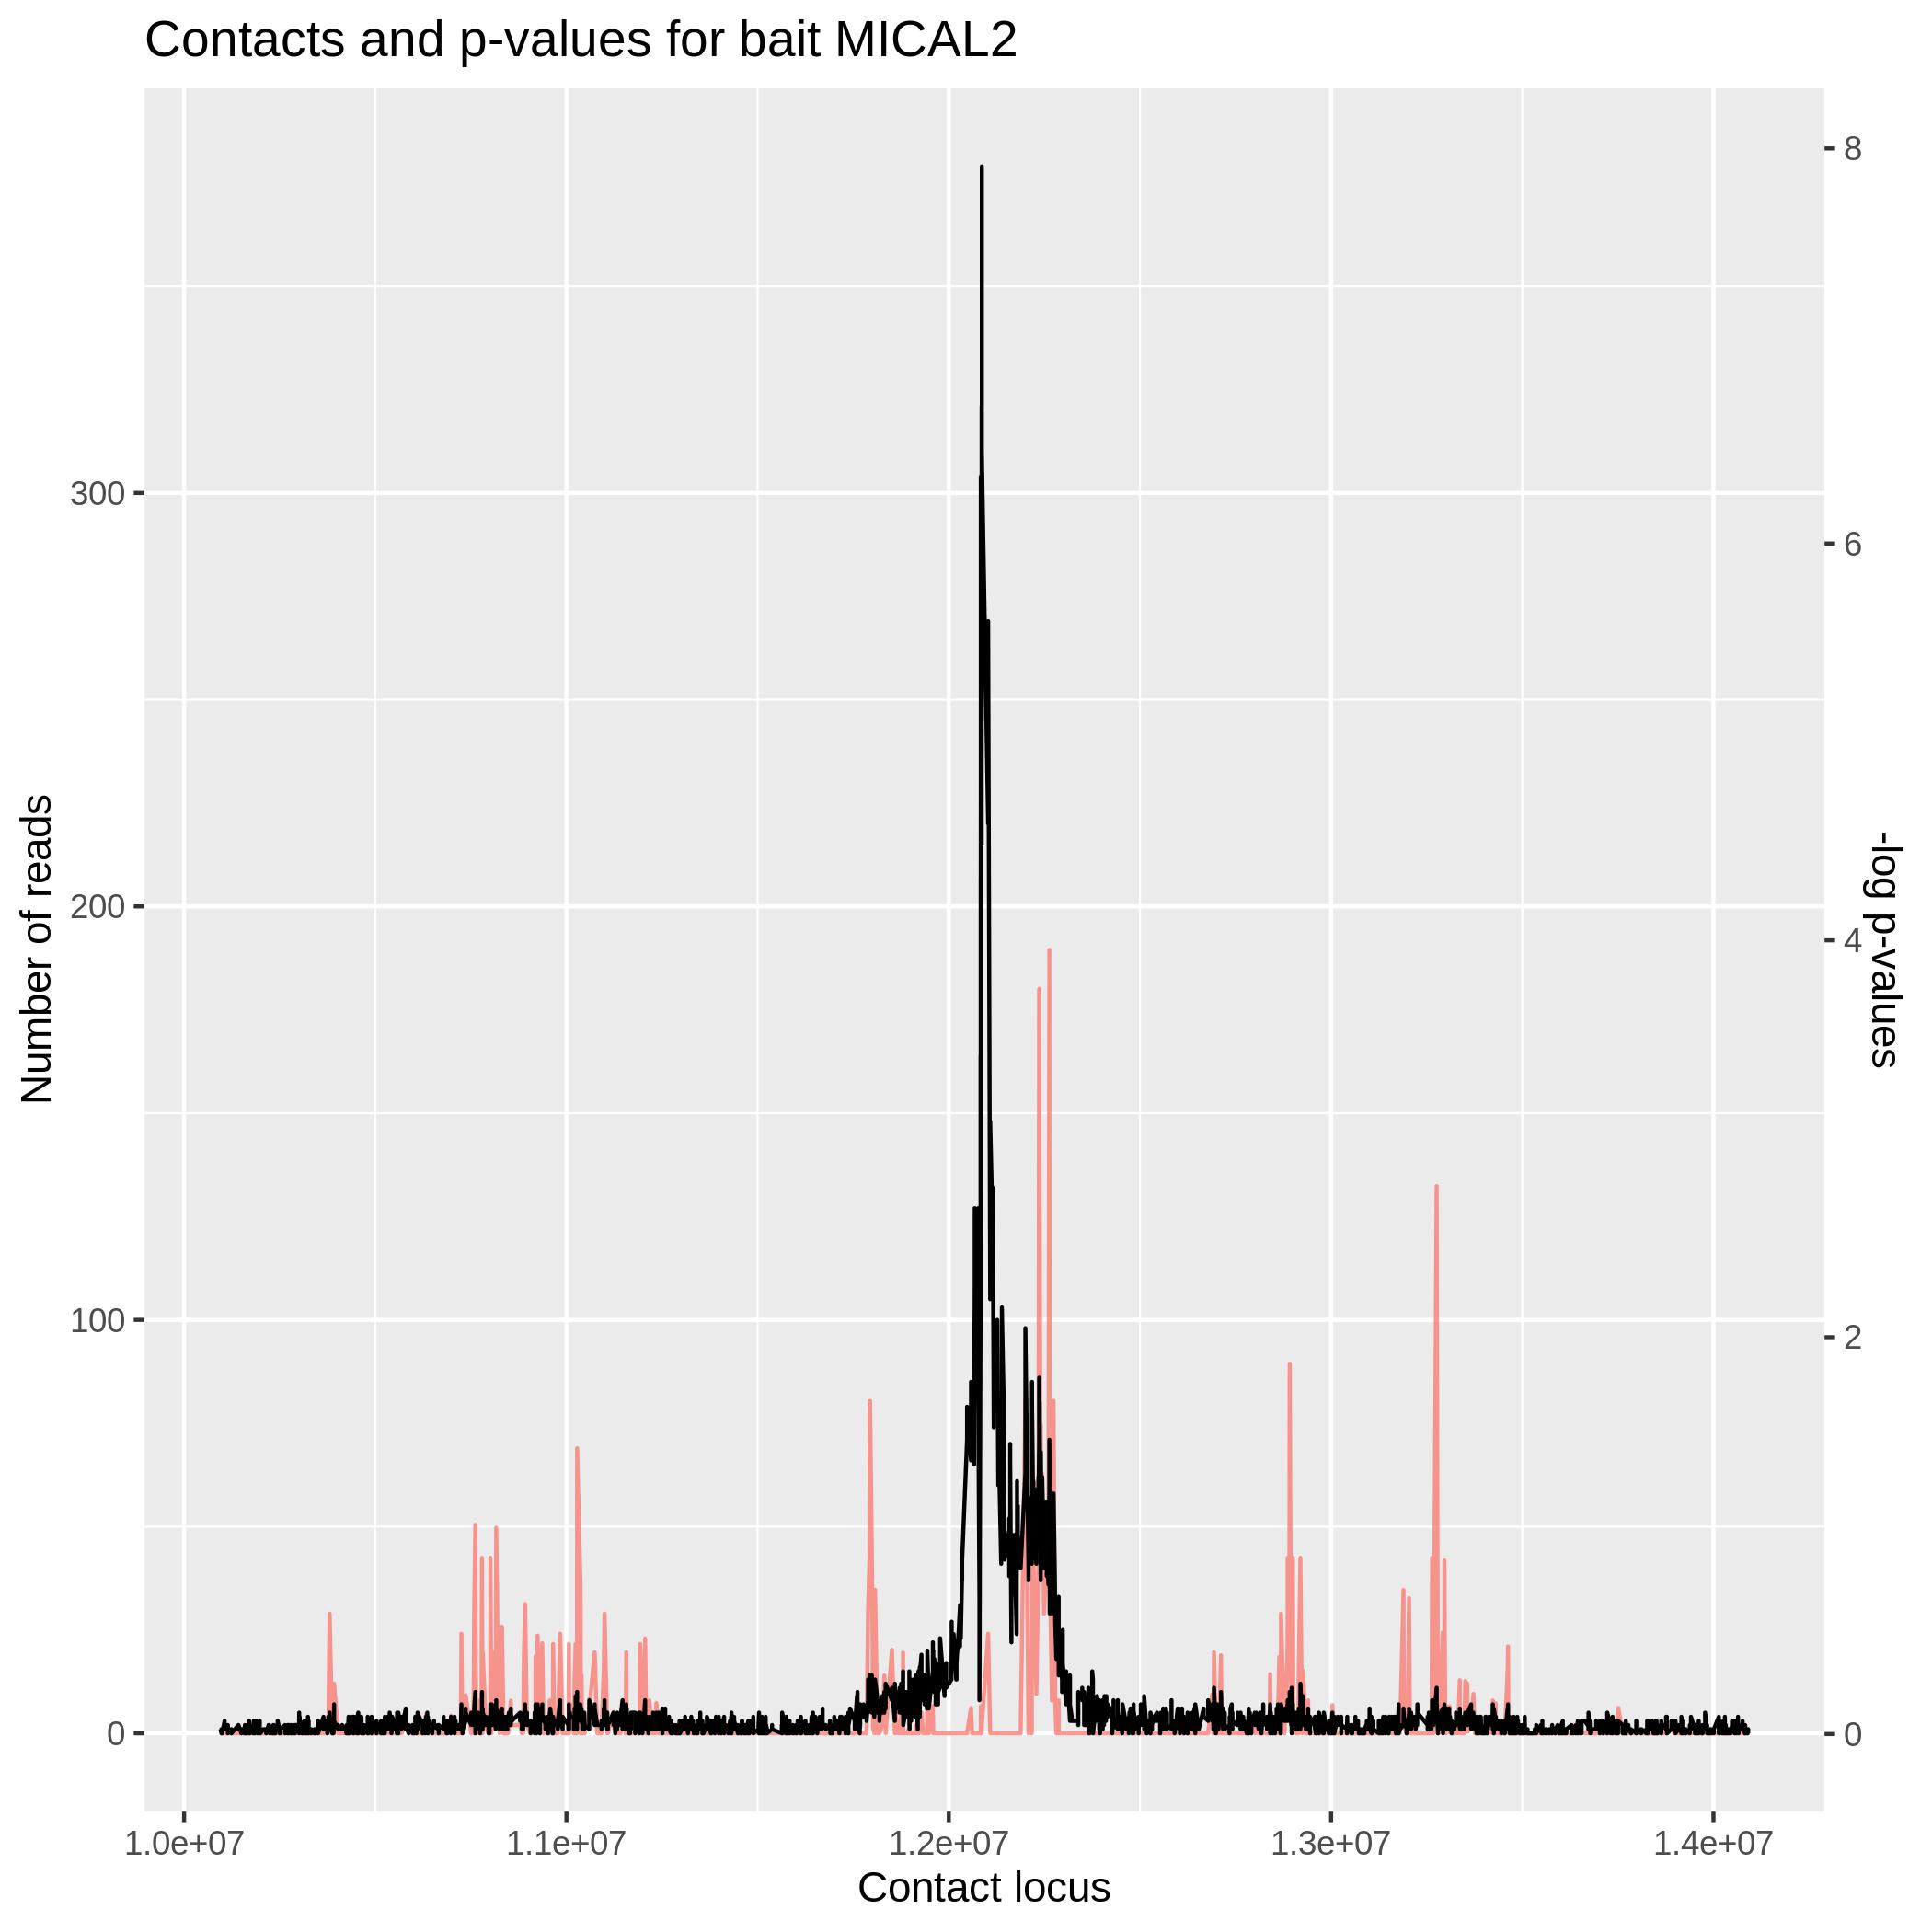 Contacts and p-values for bait MICAL2
8
6
4
2
0
-log p-values
300
200
100
0
Number of reads
1.0e+07 1.1e+07 1.2e+07 1.3e+07 1.4e+07
Contact locus